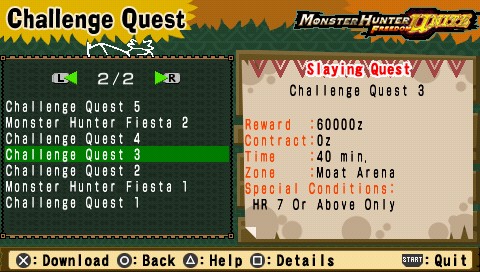 Challenge Quest
MONSTER HUNTER
FREEDOM UNITE
L 2/2 R
Challenge Quest 5
Monster Hunter Fiesta 2
Challenge Quest 4
Challenge Quest 3
Challenge Quest 2
Monster Hunter Fiesta 1
Challenge Quest 1
Slaying Quest
Challenge Quest 3
Reward :60000z
Contract:0z
Time :40 min.
Zone :Moat Arena
Special Conditions:
HR 7 Or Above Only
: Download : Back : Help : Details START: Quit